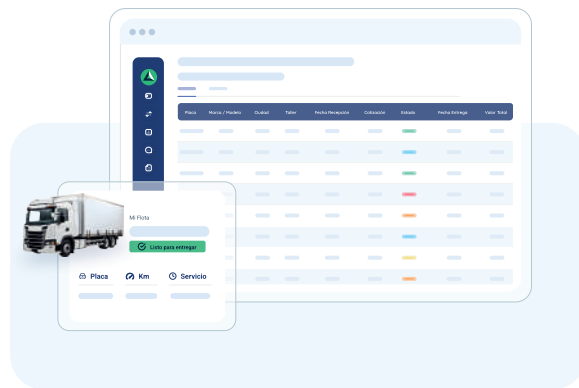 Placa Marca / Modelo Ciudad Taller Fecha Recepción Cotización Estado Fecha Entrega Valor Total
Mi Flota
Listo para entregar
Placa Km Servicio